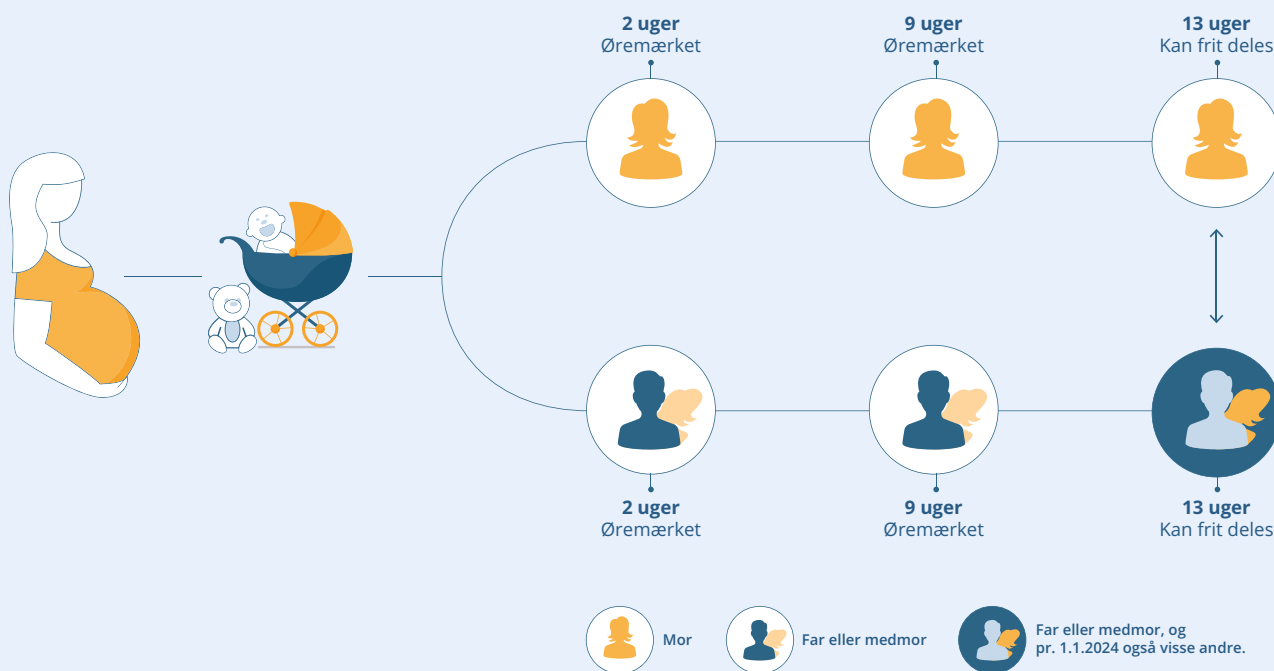 2 uger
Øremærket
9 uger
Øremærket
13 uger
Kan frit deles
2 uger
Øremærket
9 uger
Øremærket
13 uger
Kan frit deles
Mor
Far eller medmor
Far eller medmor, og
pr. 1.1.2024 også visse andre.